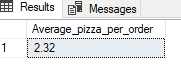 Results Messages
Average_pizza_per_order
1 2.32